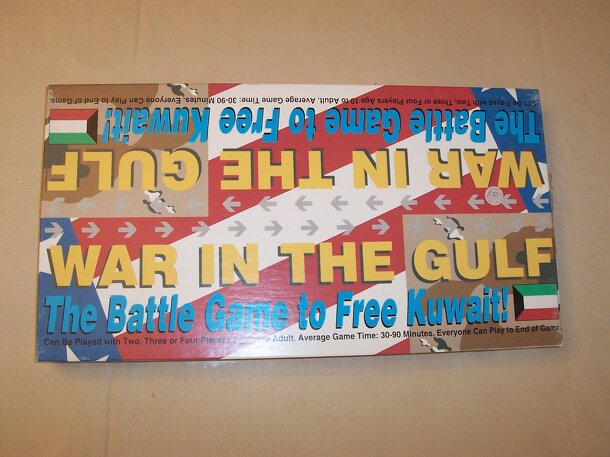 Can Be Played with Two, Three or Four Players Age 10 to Adult. Average Game Time: 30-90 Minutes. Everyone Can Play to End of Game.
The Battle Game to Free Kuwait!
WAR IN THE GULF
WAR IN THE GULF
The Battle Game to Free Kuwait!
Can Be Played with Two, Three or Four Players Adult. Average Game Time: 30-90 Minutes. Everyone Can Play to End of Game.